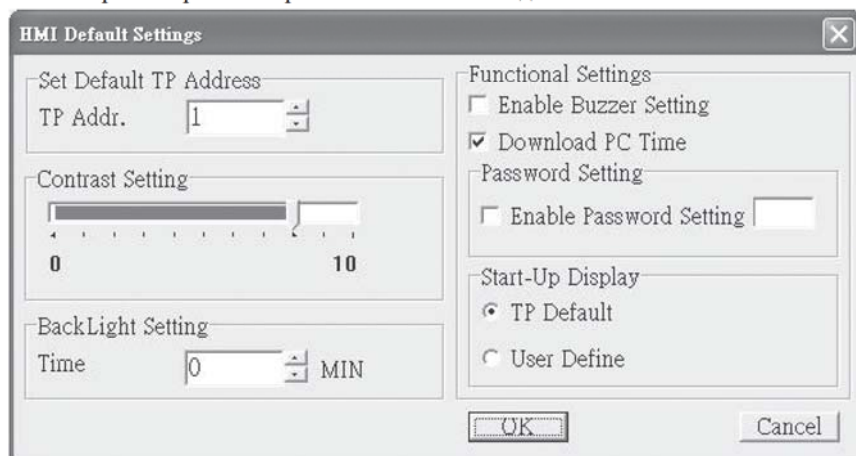 HMI Default Settings
Set Default TP Address
TP Addr. 1
Contrast Setting
0 10
BackLight Setting
Time 0 MIN
Functional Settings
Enable Buzzer Setting
Download PC Time
Password Setting
Enable Password Setting
Start-Up Display
TP Default
User Define
OK Cancel